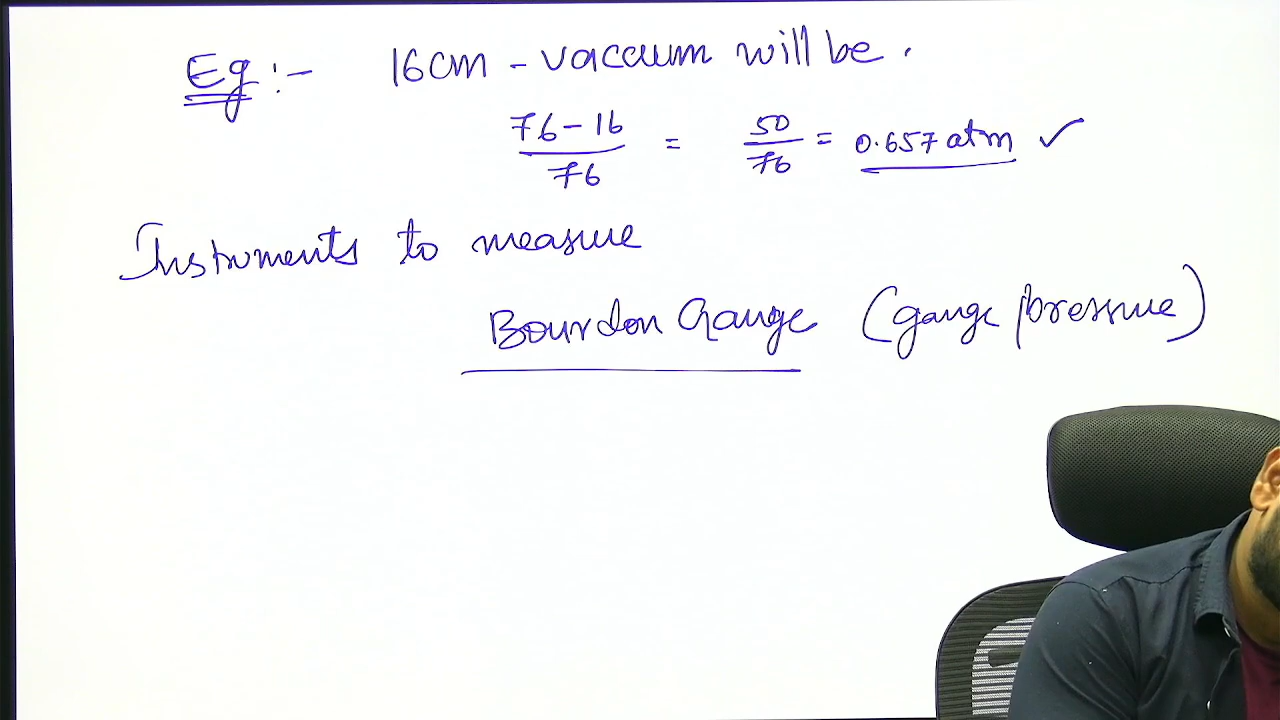 Eg :- 16cm - vacuum will be .
76-16 / 76 = 50 / 76 = 0.657 atm ✓
Instruments to measure
Bourdon Gauge (gauge pressure)